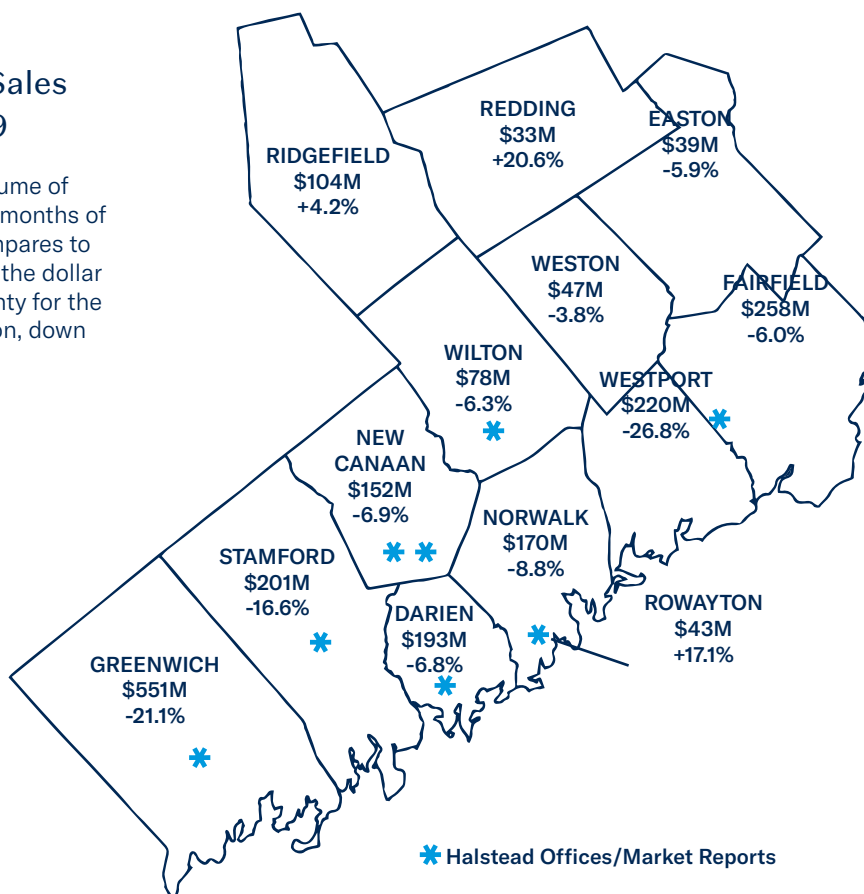 Sales
9
ume of
months of
mpares to
the dollar
nty for the
on, down
REDDING
$33M
+20.6%
EASTON
$39M
-5.9%
RIDGEFIELD
$104M
+4.2%
WESTON
$47M
-3.8%
FAIRFIELD
$258M
-6.0%
WILTON
$78M
-6.3%
WESTPORT
$220M
-26.8%
NEW
CANAAN
$152M
-6.9%
NORWALK
$170M
-8.8%
STAMFORD
$201M
-16.6%
DARIEN
$193M
-6.8%
ROWAYTON
$43M
+17.1%
GREENWICH
$551M
-21.1%
Halstead Offices/Market Reports